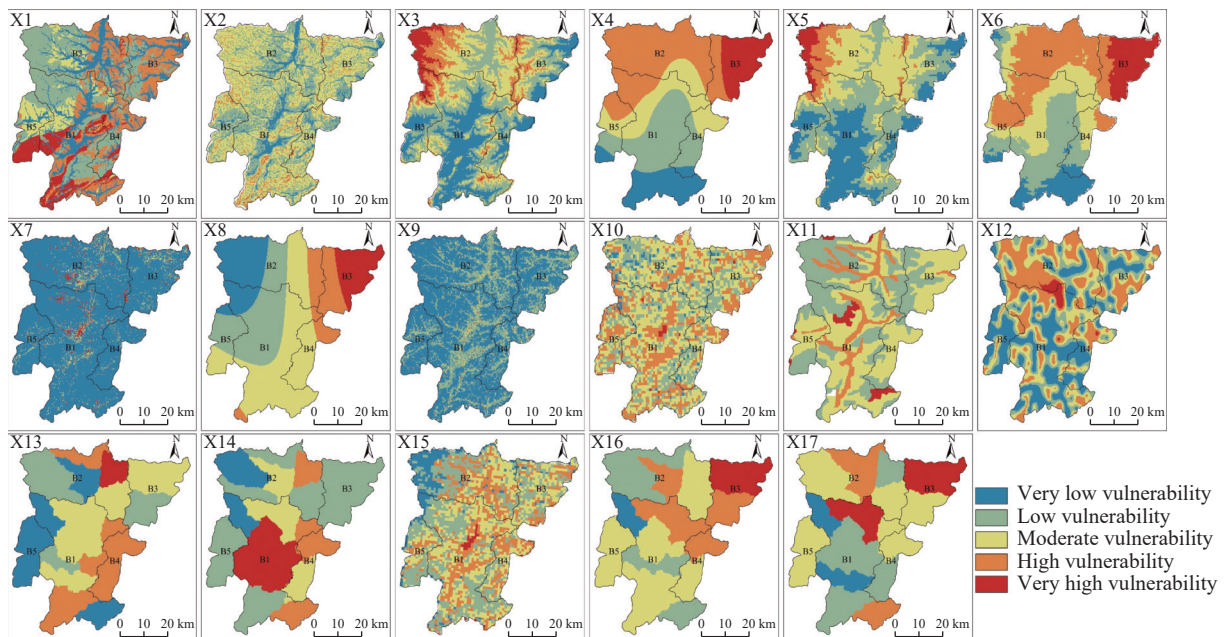 X1 N B2 B3 B5 B1 B4 0 10 20 km
X2 N B2 B3 B5 B1 B4 0 10 20 km
X3 N B2 B3 B5 B1 B4 0 10 20 km
X4 N B2 B3 B5 B1 B4 0 10 20 km
X5 N B2 B3 B5 B1 B4 0 10 20 km
X6 N B2 B3 B5 B1 B4 0 10 20 km
X7 N B2 B3 B5 B1 B4 0 10 20 km
X8 N B2 B3 B5 B1 B4 0 10 20 km
X9 N B2 B3 B5 B1 B4 0 10 20 km
X10 N B2 B3 B5 B1 B4 0 10 20 km
X11 N B2 B3 B5 B1 B4 0 10 20 km
X12 N B2 B3 B5 B1 B4 0 10 20 km
X13 N B2 B3 B5 B1 B4 0 10 20 km
X14 N B2 B3 B5 B1 B4 0 10 20 km
X15 N B2 B3 B5 B1 B4 0 10 20 km
X16 N B2 B3 B5 B1 B4 0 10 20 km
X17 N B2 B3 B5 B1 B4 0 10 20 km
Very low vulnerability
Low vulnerability
Moderate vulnerability
High vulnerability
Very high vulnerability